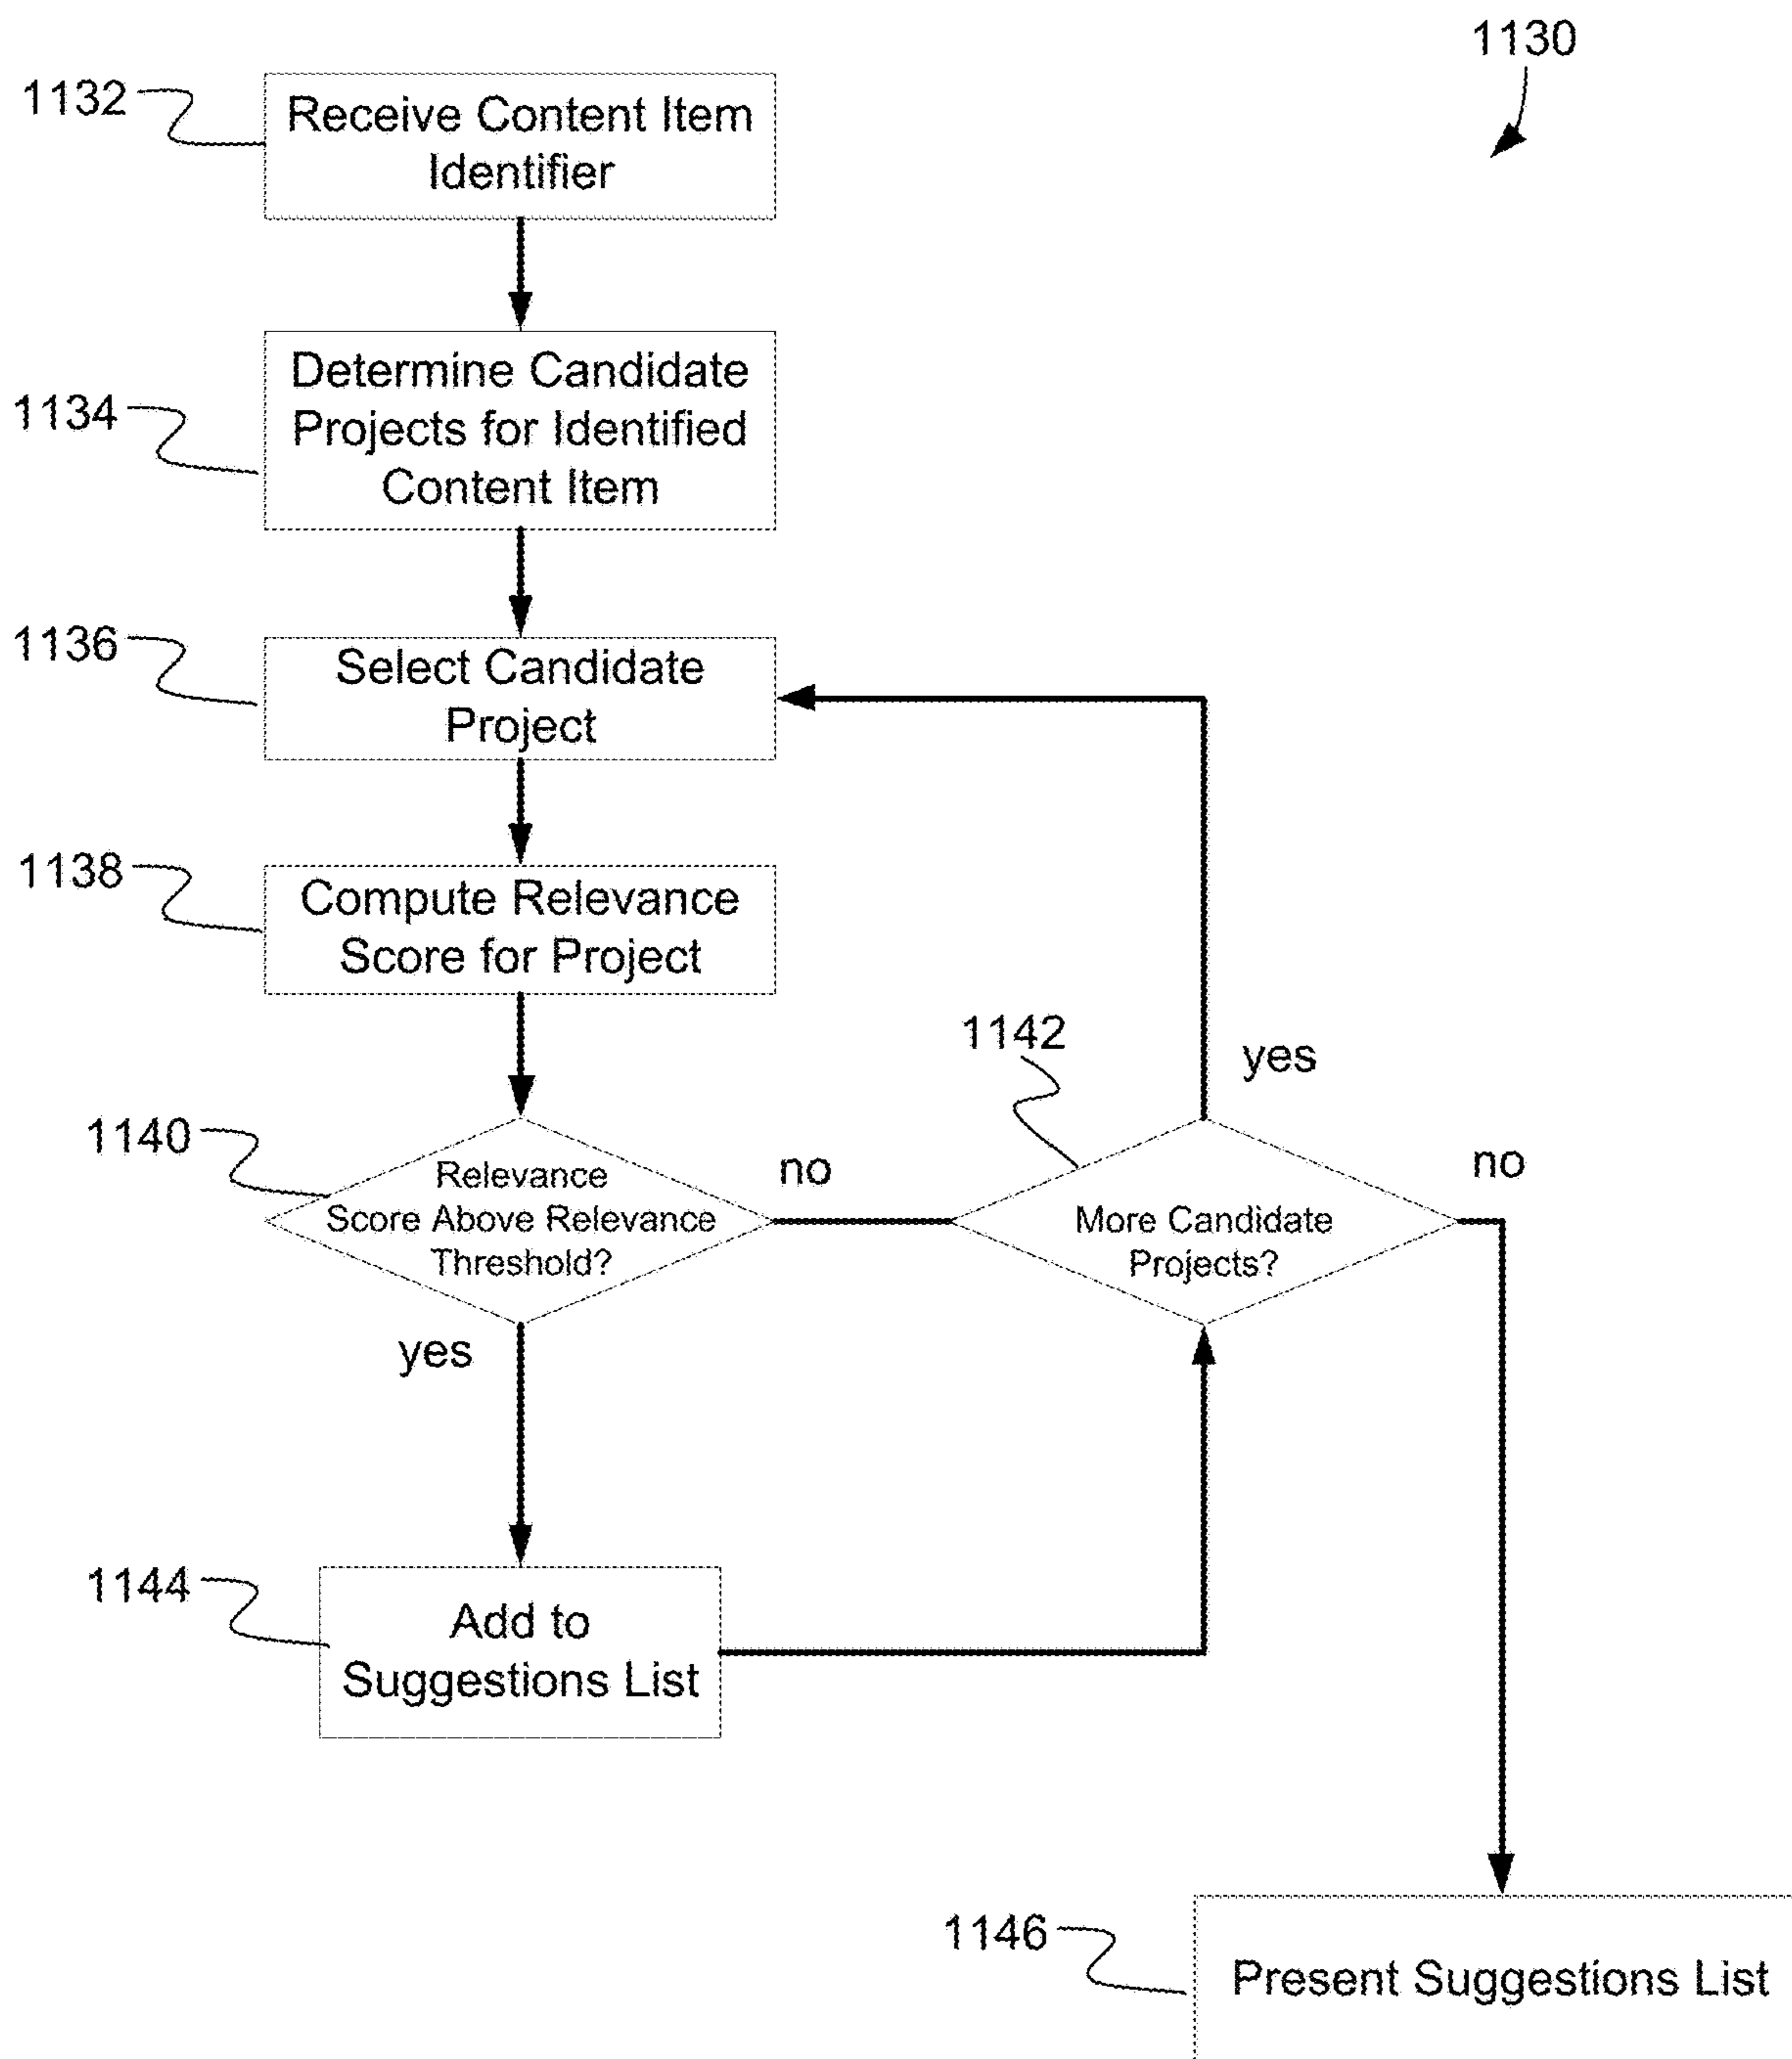 1130
1132
Receive Content Item
Identifier
1134
Determine Candidate
Projects for Identified
Content Item
1136
Select Candidate
Project
1138
Compute Relevance
Score for Project
1140
Relevance
Score Above Relevance
Threshold?
no
yes
1142
More Candidate
Projects?
yes
no
1144
Add to
Suggestions List
1146
Present Suggestions List